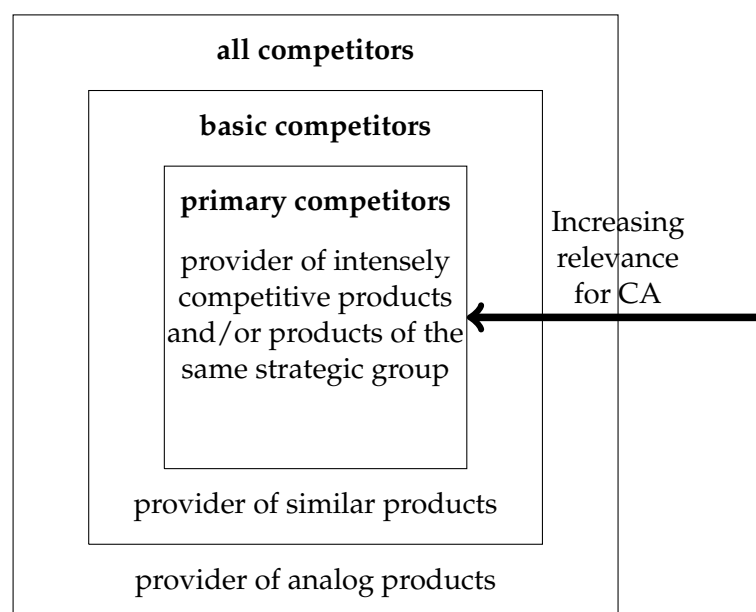 all competitors
basic competitors
primary competitors
provider of intensely
competitive products
and/or products of the
same strategic group
Increasing
relevance
for CA
provider of similar products
provider of analog products